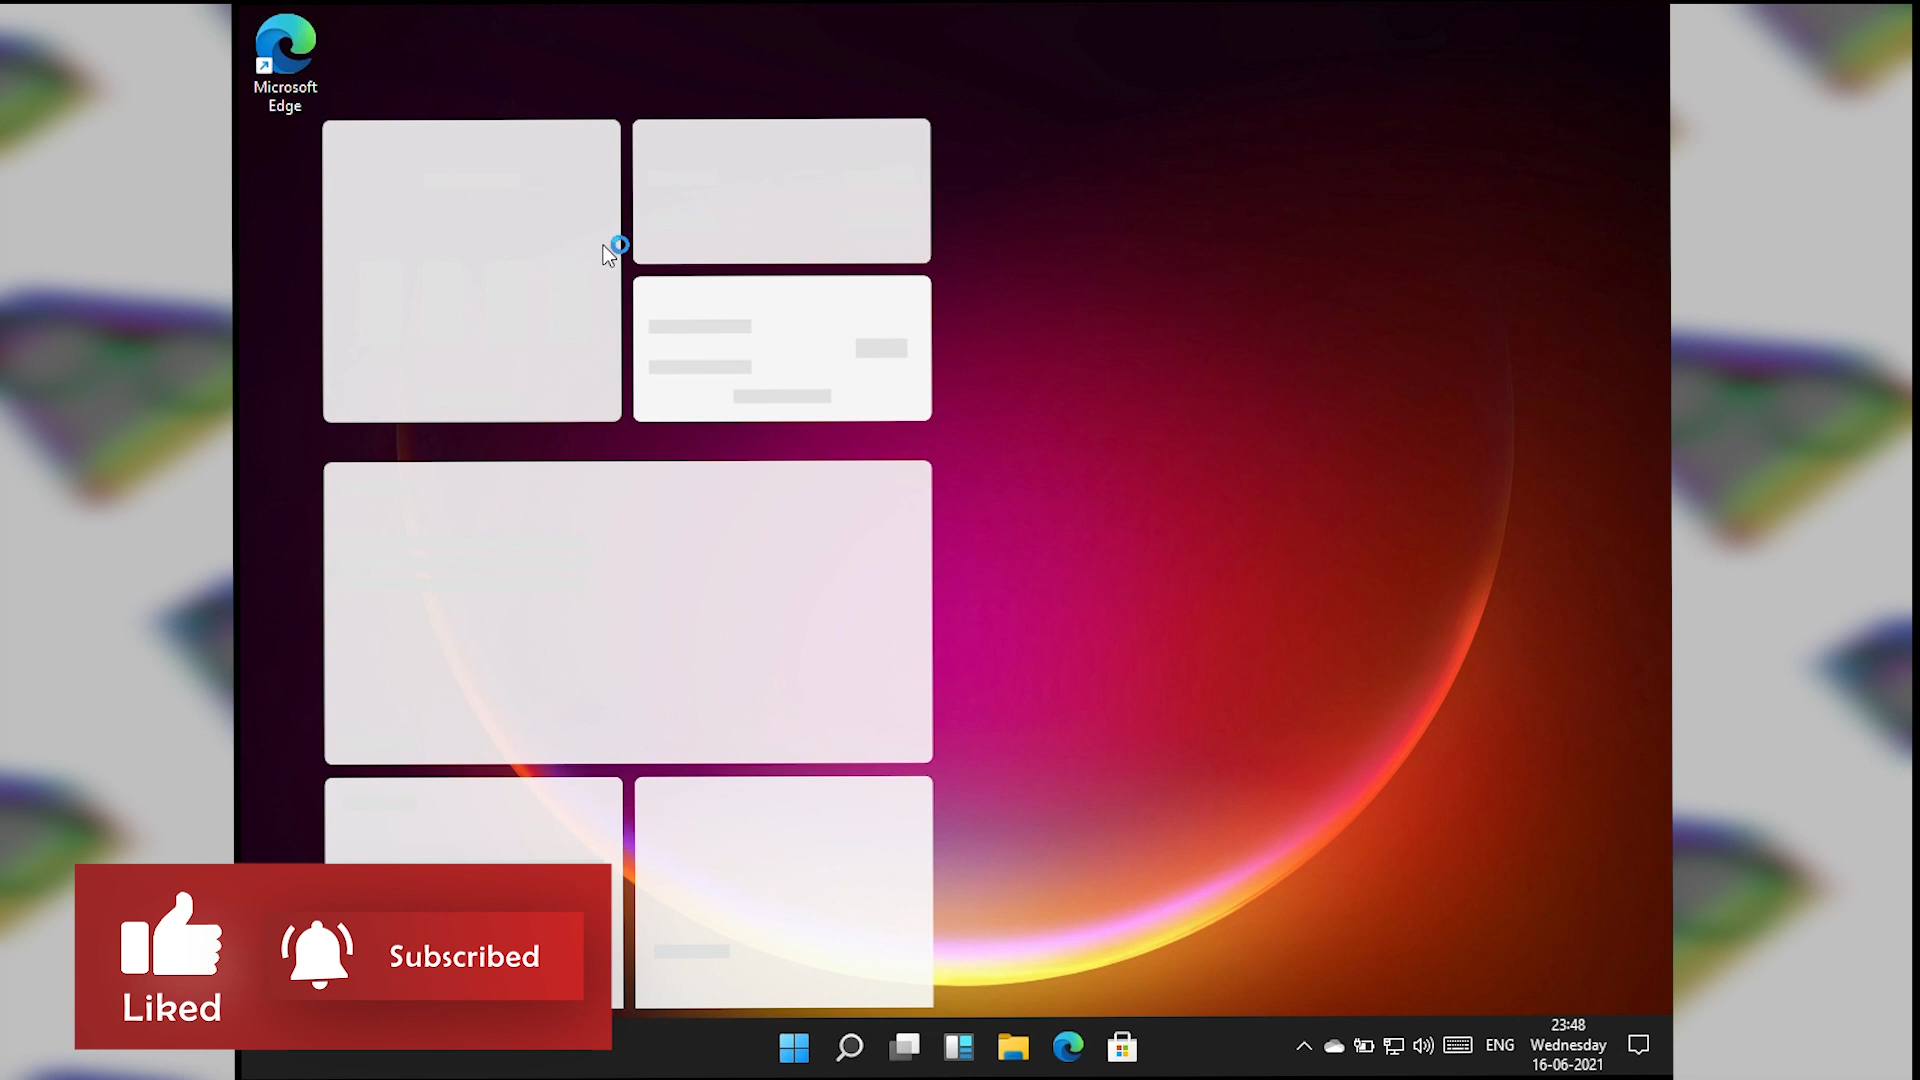 Microsoft
Edge
Subscribed
Liked
ENG
23:48
Wednesday
16-06-2021